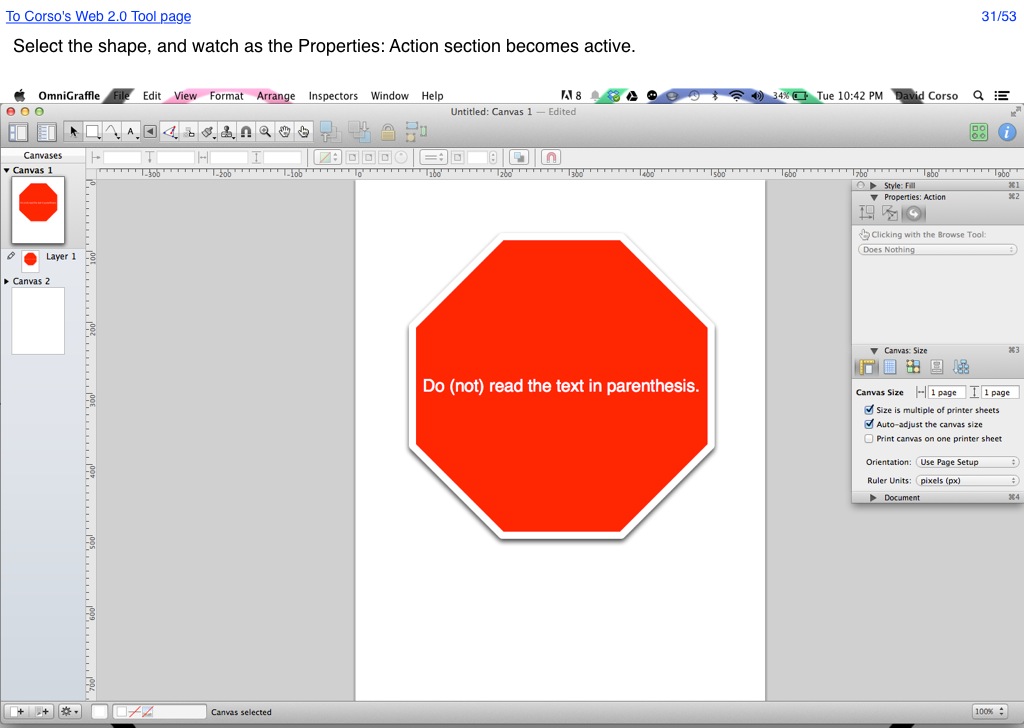 To Corso's Web 2.0 Tool page
31/53
Select the shape, and watch as the Properties: Action section becomes active.
OmniGraffle File Edit View Format Arrange Inspectors Window Help
8 34% Tue 10:42 PM David Corso
Untitled: Canvas 1 — Edited
Canvases
Canvas 1
Layer 1
Canvas 2
-300 -200 -100 0 100 200 300 400 500 600 700 800 900
0
100
200
300
400
500
600
700
Do (not) read the text in parenthesis.
Style: Fill ⌘1
Properties: Action ⌘2
Clicking with the Browse Tool:
Does Nothing
Canvas: Size ⌘3
Canvas Size 1 page 1 page
Size is multiple of printer sheets
Auto-adjust the canvas size
Print canvas on one printer sheet
Orientation: Use Page Setup
Ruler Units: pixels (px)
Document ⌘4
Canvas selected
100%